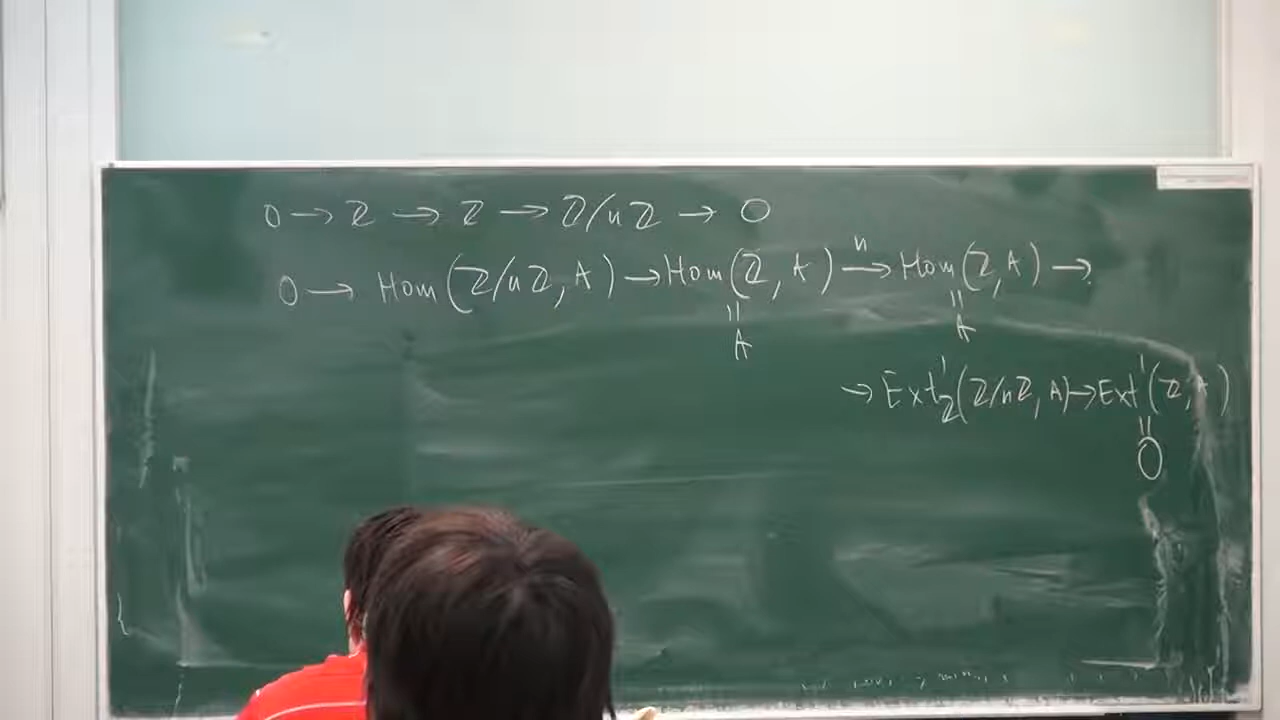 0 → ℤ → ℤ → ℤ/nℤ → 0
0 → Hom(ℤ/nℤ, A) → Hom(ℤ, A) —n→ Hom(ℤ, A) →
= =
A A
→ Ext¹_ℤ(ℤ/nℤ, A) → Ext¹(ℤ, A)
=
0